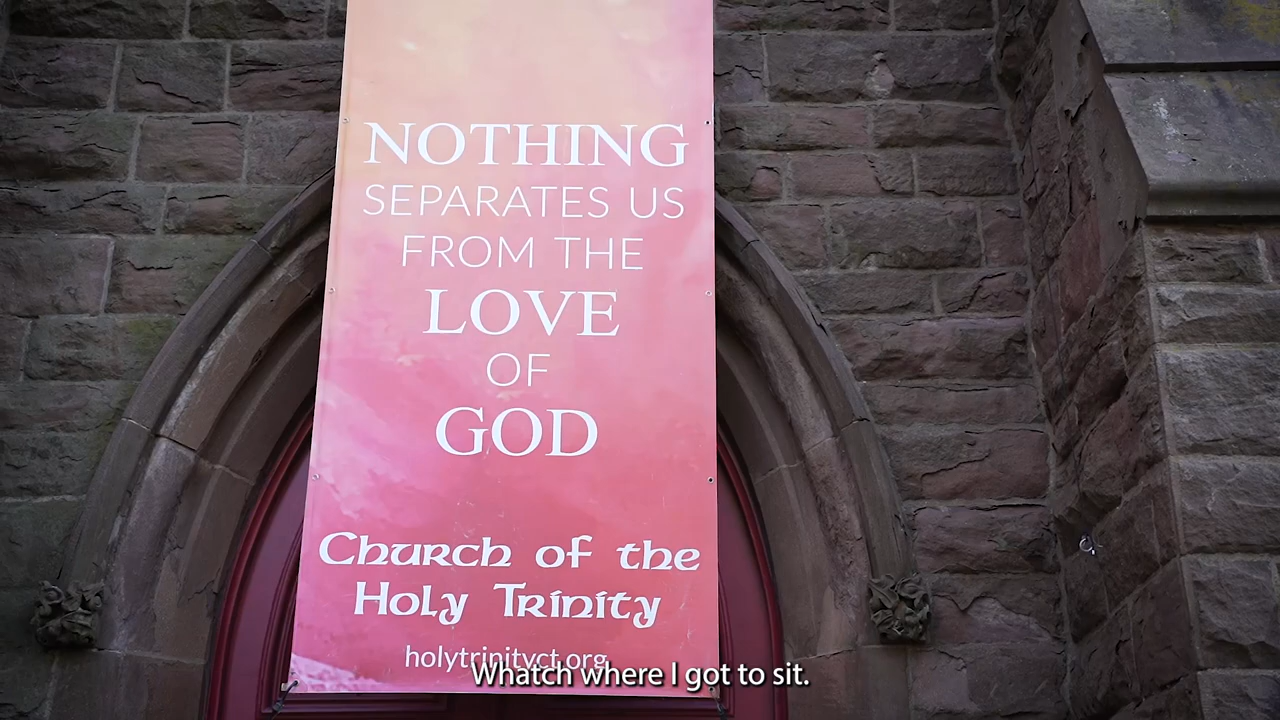 NOTHING
SEPARATES US
FROM THE
LOVE
OF
GOD
Church of the
Holy Trinity
holytrinityct.org
Whatch where I got to sit.